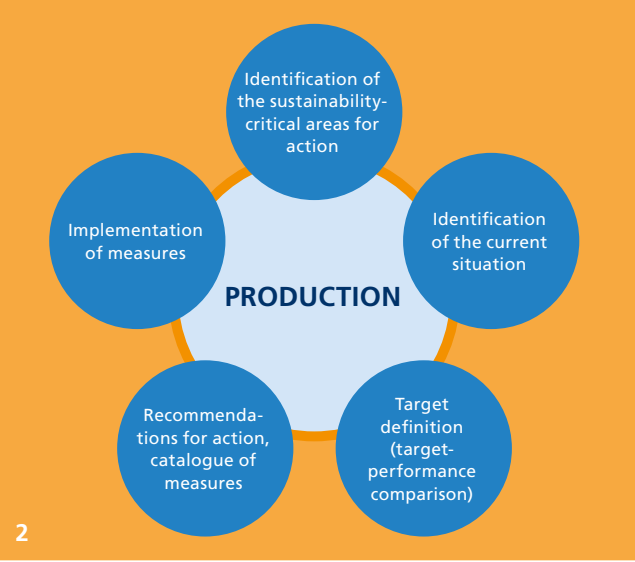 Identification of
the sustainability-
critical areas for
action
Identification
of the current
situation
Target
definition
(target-
performance
comparison)
Recommenda-
tions for action,
catalogue of
measures
Implementation
of measures
PRODUCTION
2